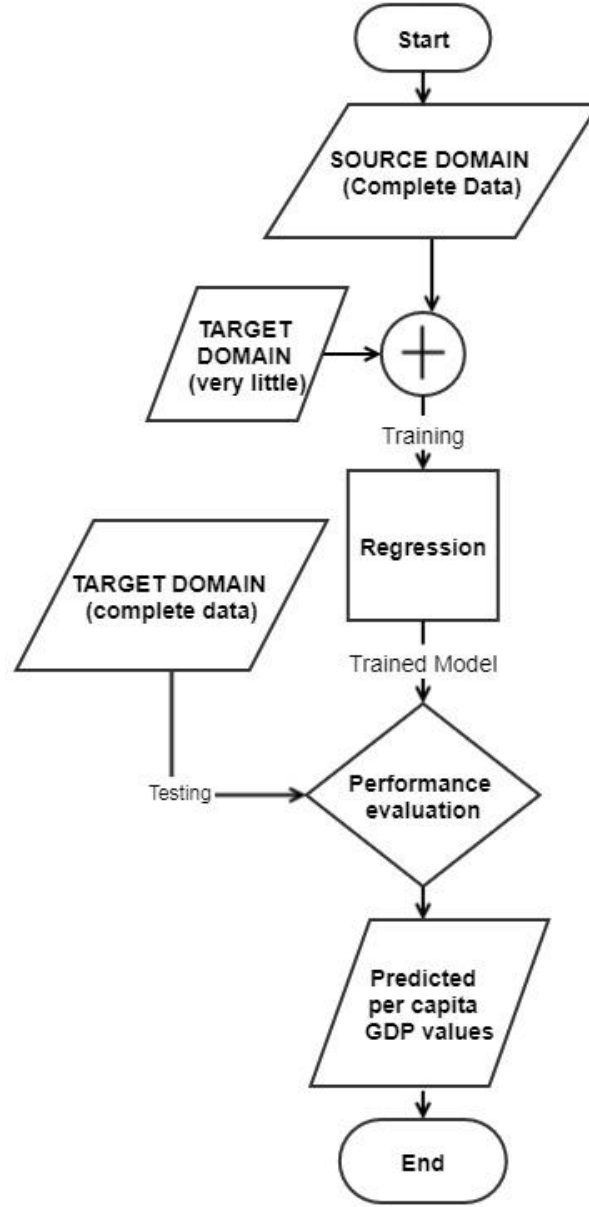 Start
SOURCE DOMAIN
(Complete Data)
TARGET
DOMAIN
(very little)
Training
Regression
TARGET DOMAIN
(complete data)
Trained Model
Testing
Performance
evaluation
Predicted
per capita
GDP values
End